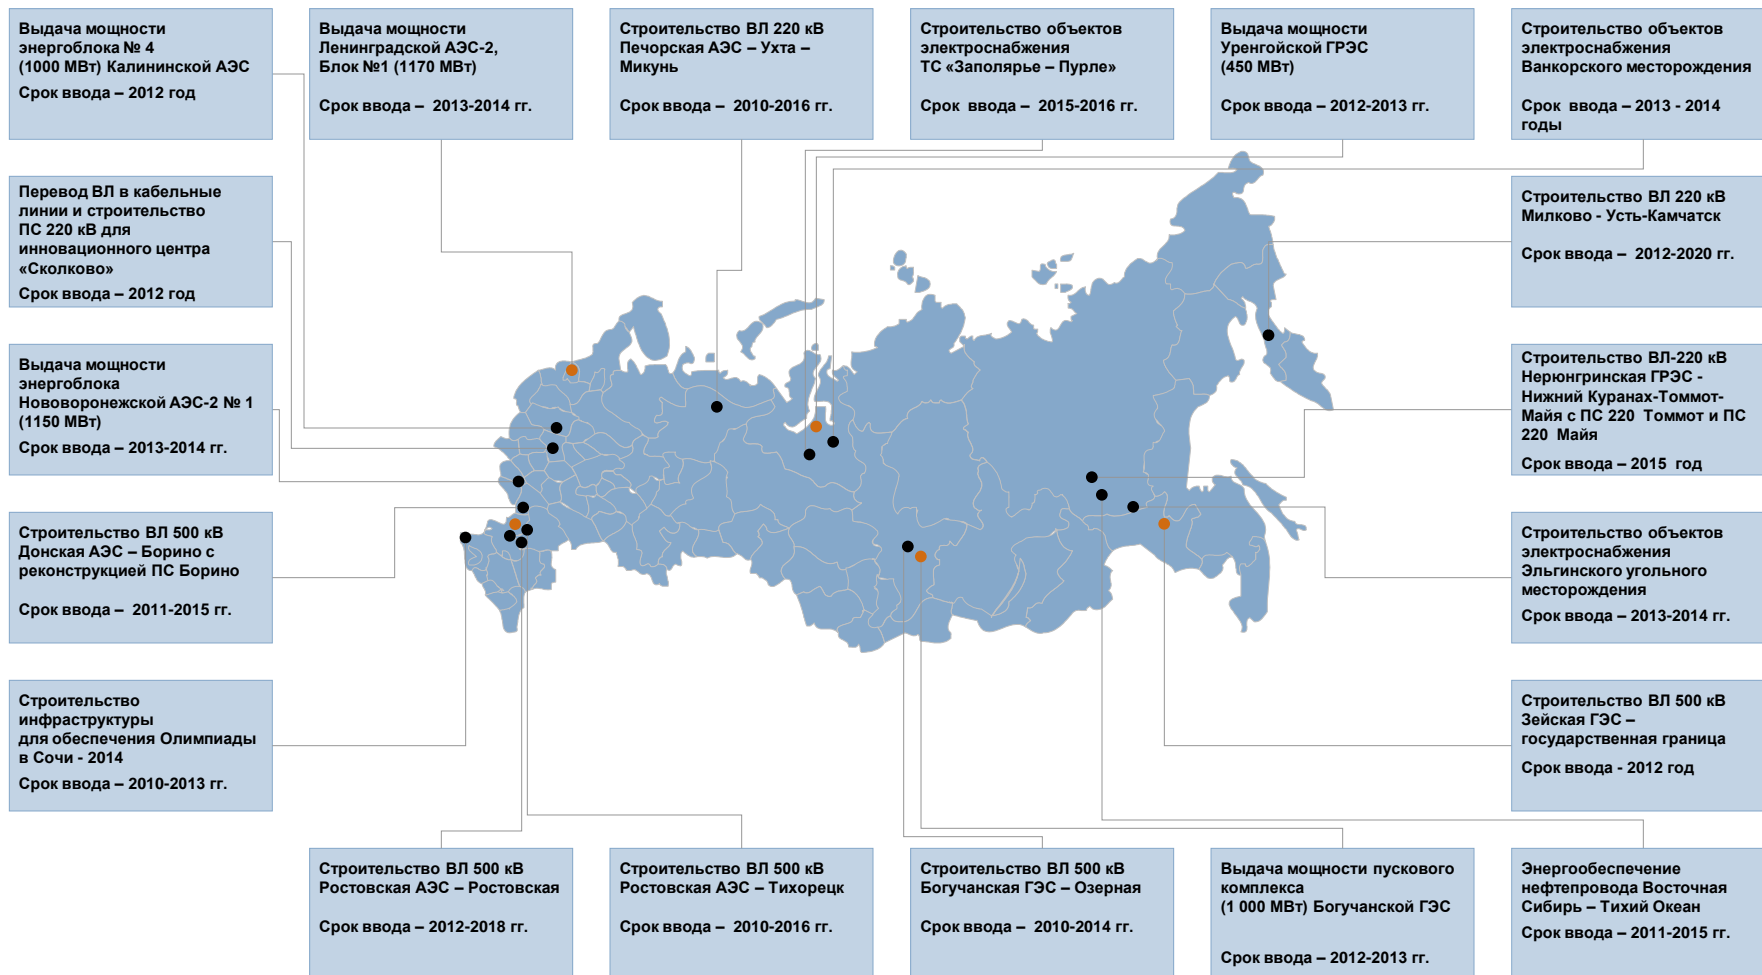 Выдача мощности
энергоблока № 4
(1000 МВт) Калининской АЭС
Срок ввода – 2012 год
Выдача мощности
Ленинградской АЭС-2,
Блок №1 (1170 МВт)
Срок ввода – 2013-2014 гг.
Строительство ВЛ 220 кВ
Печорская АЭС – Ухта –
Микунь
Срок ввода – 2010-2016 гг.
Строительство объектов
электроснабжения
ТС «Заполярье – Пурпе»
Срок ввода – 2015-2016 гг.
Выдача мощности
Уренгойской ГРЭС
(450 МВт)
Срок ввода – 2012-2013 гг.
Строительство объектов
электроснабжения
Ванкорского месторождения
Срок ввода – 2013 - 2014
годы
Перевод ВЛ в кабельные
линии и строительство
ПС 220 кВ для
инновационного центра
«Сколково»
Срок ввода – 2012 год
Строительство ВЛ 220 кВ
Милково - Усть-Камчатск
Срок ввода – 2012-2020 гг.
Выдача мощности
энергоблока
Нововоронежской АЭС-2 № 1
(1150 МВт)
Срок ввода – 2013-2014 гг.
Строительство ВЛ-220 кВ
Нерюнгринская ГРЭС -
Нижний Куранах-Томмот-
Майя с ПС 220 Томмот и ПС
220 Майя
Срок ввода – 2015 год
Строительство ВЛ 500 кВ
Донская АЭС – Борино с
реконструкцией ПС Борино
Срок ввода – 2011-2015 гг.
Строительство объектов
электроснабжения
Эльгинского угольного
месторождения
Срок ввода – 2013-2014 гг.
Строительство
инфраструктуры
для обеспечения Олимпиады
в Сочи - 2014
Срок ввода – 2010-2013 гг.
Строительство ВЛ 500 кВ
Зейская ГЭС –
государственная граница
Срок ввода - 2012 год
Строительство ВЛ 500 кВ
Ростовская АЭС – Ростовская
Срок ввода – 2012-2018 гг.
Строительство ВЛ 500 кВ
Ростовская АЭС – Тихорецк
Срок ввода – 2010-2016 гг.
Строительство ВЛ 500 кВ
Богучанская ГЭС – Озерная
Срок ввода – 2010-2014 гг.
Выдача мощности пускового
комплекса
(1 000 МВт) Богучанской ГЭС
Срок ввода – 2012-2013 гг.
Энергообеспечение
нефтепровода Восточная
Сибирь – Тихий Океан
Срок ввода – 2011-2015 гг.